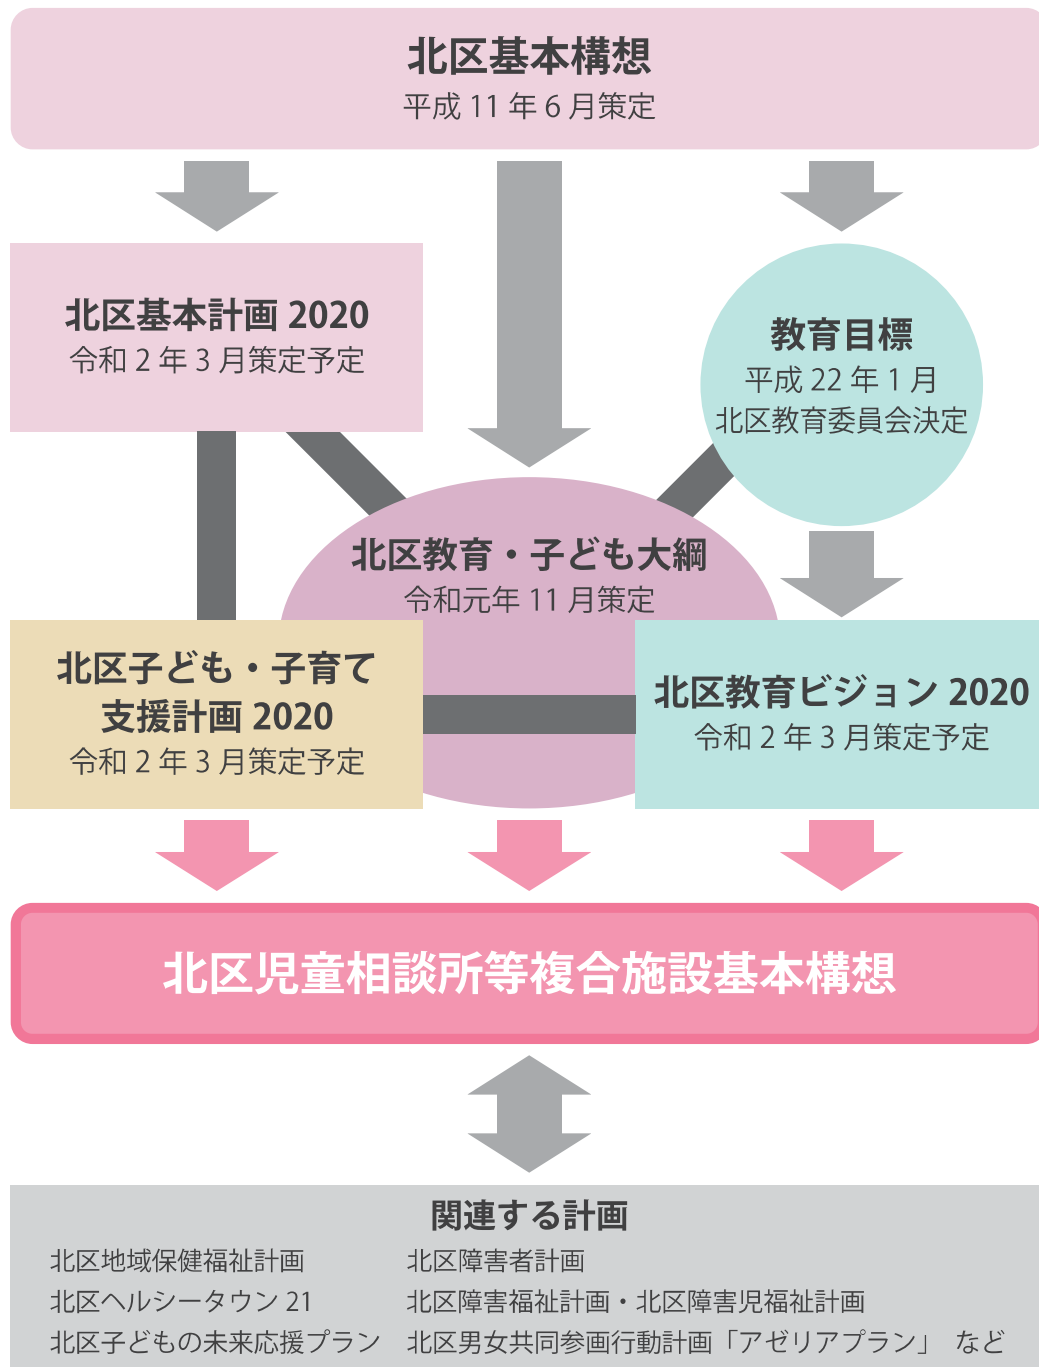 北区基本構想
平成 11 年 6 月策定
北区基本計画 2020
令和 2 年 3 月策定予定
教育目標
平成 22 年 1 月
北区教育委員会決定
北区教育・子ども大綱
令和元年 11 月策定
北区子ども・子育て
支援計画 2020
令和 2 年 3 月策定予定
北区教育ビジョン 2020
令和 2 年 3 月策定予定
北区児童相談所等複合施設基本構想
関連する計画
北区地域保健福祉計画
北区ヘルシータウン 21
北区子どもの未来応援プラン
北区障害者計画
北区障害福祉計画・北区障害児福祉計画
北区男女共同参画行動計画「アゼリアプラン」 など